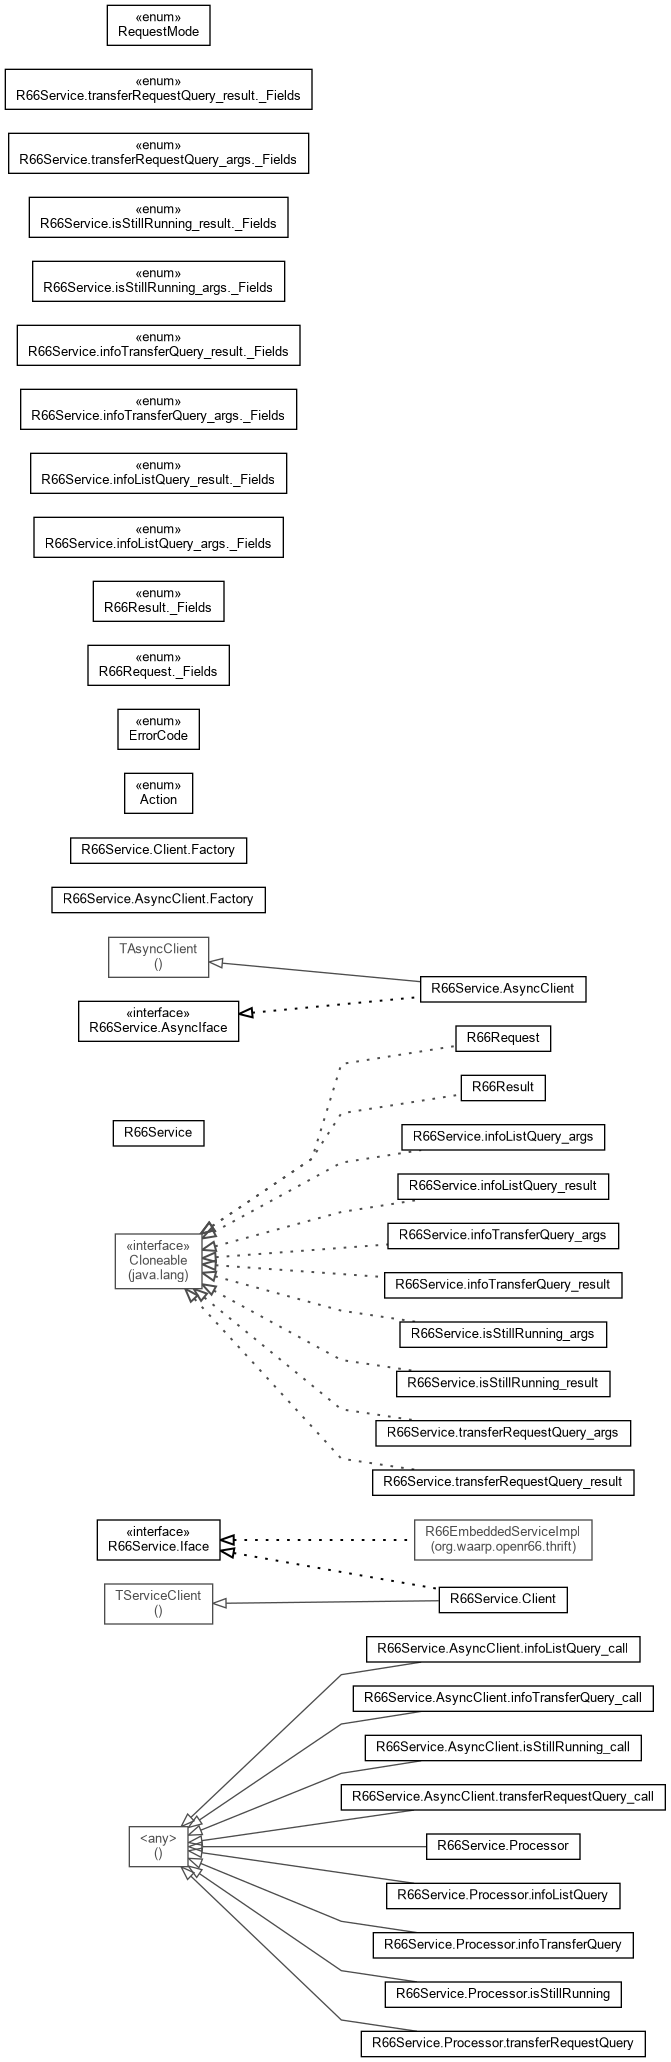 «enum»
RequestMode
«enum»
R66Service.transferRequestQuery_result._Fields
«enum»
R66Service.transferRequestQuery_args._Fields
«enum»
R66Service.isStillRunning_result._Fields
«enum»
R66Service.isStillRunning_args._Fields
«enum»
R66Service.infoTransferQuery_result._Fields
«enum»
R66Service.infoTransferQuery_args._Fields
«enum»
R66Service.infoListQuery_result._Fields
«enum»
R66Service.infoListQuery_args._Fields
«enum»
R66Result._Fields
«enum»
R66Request._Fields
«enum»
ErrorCode
«enum»
Action
R66Service.Client.Factory
R66Service.AsyncClient.Factory
TAsyncClient
()
R66Service.AsyncClient
«interface»
R66Service.AsyncIface
R66Request
R66Result
R66Service
R66Service.infoListQuery_args
R66Service.infoListQuery_result
R66Service.infoTransferQuery_args
«interface»
Cloneable
(java.lang)
R66Service.infoTransferQuery_result
R66Service.isStillRunning_args
R66Service.isStillRunning_result
R66Service.transferRequestQuery_args
R66Service.transferRequestQuery_result
«interface»
R66Service.Iface
R66EmbeddedServiceImpl
(org.waarp.openr66.thrift)
TServiceClient
()
R66Service.Client
R66Service.AsyncClient.infoListQuery_call
R66Service.AsyncClient.infoTransferQuery_call
R66Service.AsyncClient.isStillRunning_call
R66Service.AsyncClient.transferRequestQuery_call
<any>
()
R66Service.Processor
R66Service.Processor.infoListQuery
R66Service.Processor.infoTransferQuery
R66Service.Processor.isStillRunning
R66Service.Processor.transferRequestQuery